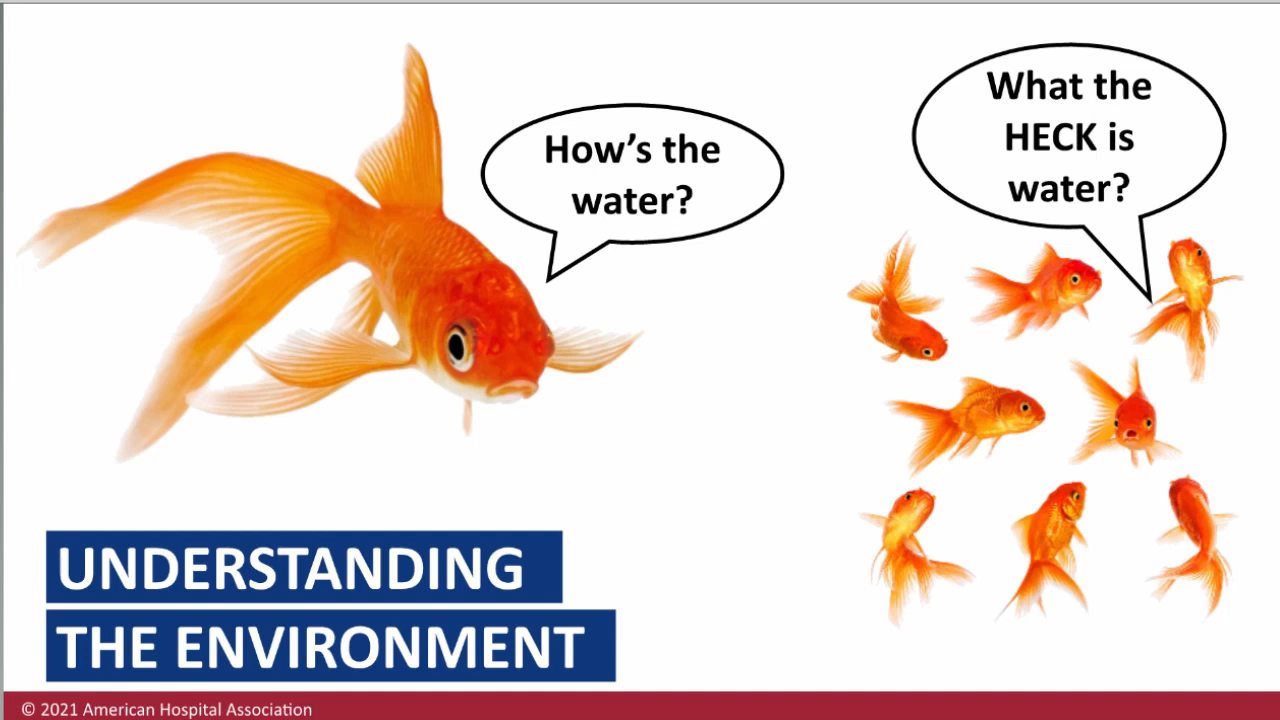 How's the
water?
What the
HECK is
water?
UNDERSTANDING
THE ENVIRONMENT
© 2021 American Hospital Association